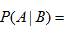 P(A | B) =